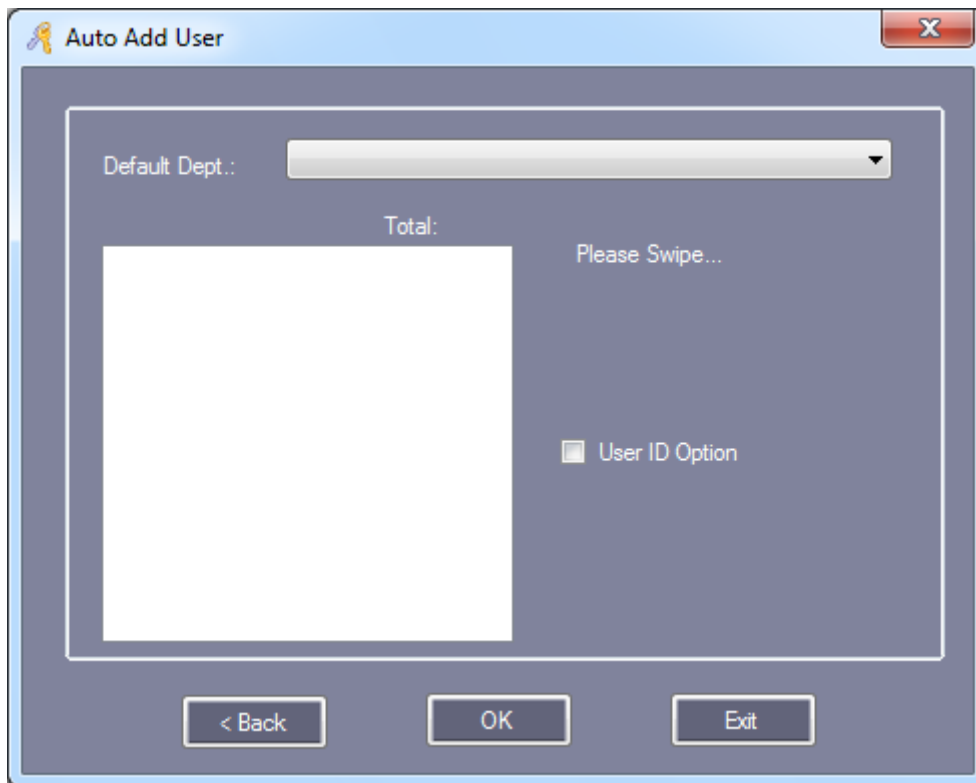 Auto Add User
Default Dept.:
Total:
Please Swipe...
User ID Option
< Back
OK
Exit